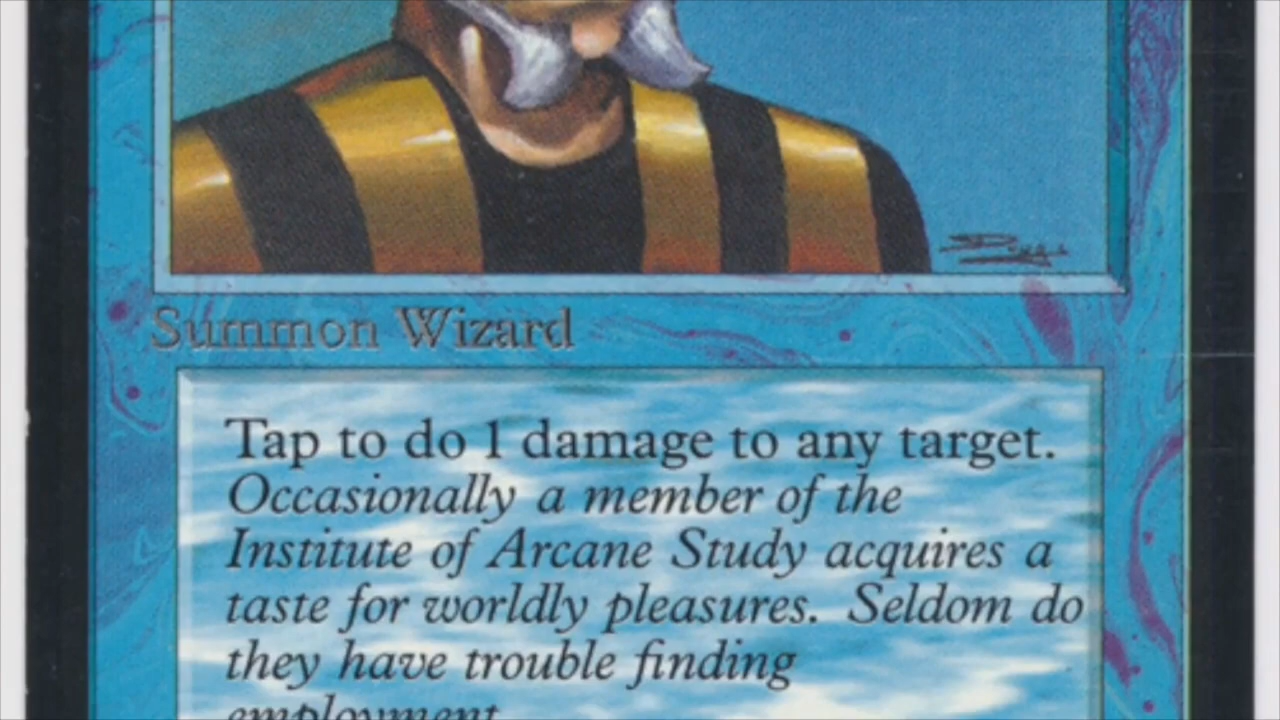 Summon Wizard
Tap to do 1 damage to any target.
Occasionally a member of the
Institute of Arcane Study acquires a
taste for worldly pleasures. Seldom do
they have trouble finding
employment.